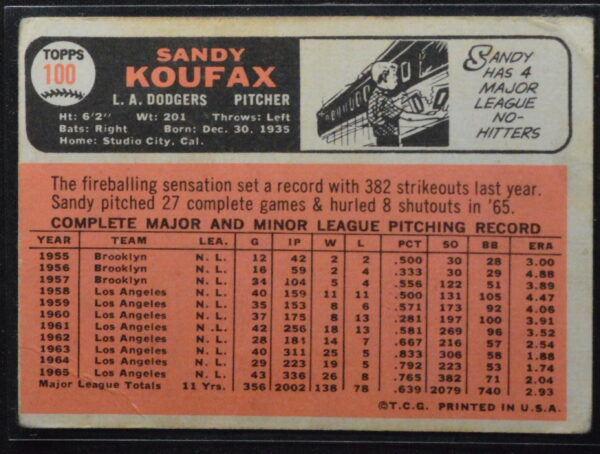 TOPPS
100
SANDY
KOUFAX
L. A. DODGERS PITCHER
Ht: 6'2" Wt: 201 Throws: Left
Bats: Right Born: Dec. 30, 1935
Home: Studio City, Cal.
SANDY
HAS 4
MAJOR
LEAGUE
NO-
HITTERS
The fireballing sensation set a record with 382 strikeouts last year.
Sandy pitched 27 complete games & hurled 8 shutouts in '65.
COMPLETE MAJOR AND MINOR LEAGUE PITCHING RECORD
YEAR TEAM LEA. G IP W L PCT SO BB ERA
1955 Brooklyn N. L. 12 42 2 2 .500 30 28 3.00
1956 Brooklyn N. L. 16 59 2 4 .333 30 29 4.88
1957 Brooklyn N. L. 34 104 5 4 .556 122 51 3.89
1958 Los Angeles N. L. 40 159 11 11 .500 131 105 4.47
1959 Los Angeles N. L. 35 153 8 6 .571 173 92 4.06
1960 Los Angeles N. L. 37 175 8 13 .281 197 100 3.91
1961 Los Angeles N. L. 42 256 18 13 .581 269 96 3.52
1962 Los Angeles N. L. 28 184 14 7 .667 216 57 2.54
1963 Los Angeles N. L. 40 311 25 5 .833 306 58 1.88
1964 Los Angeles N. L. 29 223 19 5 .792 223 53 1.74
1965 Los Angeles N. L. 43 336 26 8 .765 382 71 2.04
Major League Totals 11 Yrs. 356 2002 138 78 .639 2079 740 2.93
©T.C.G. PRINTED IN U.S.A.